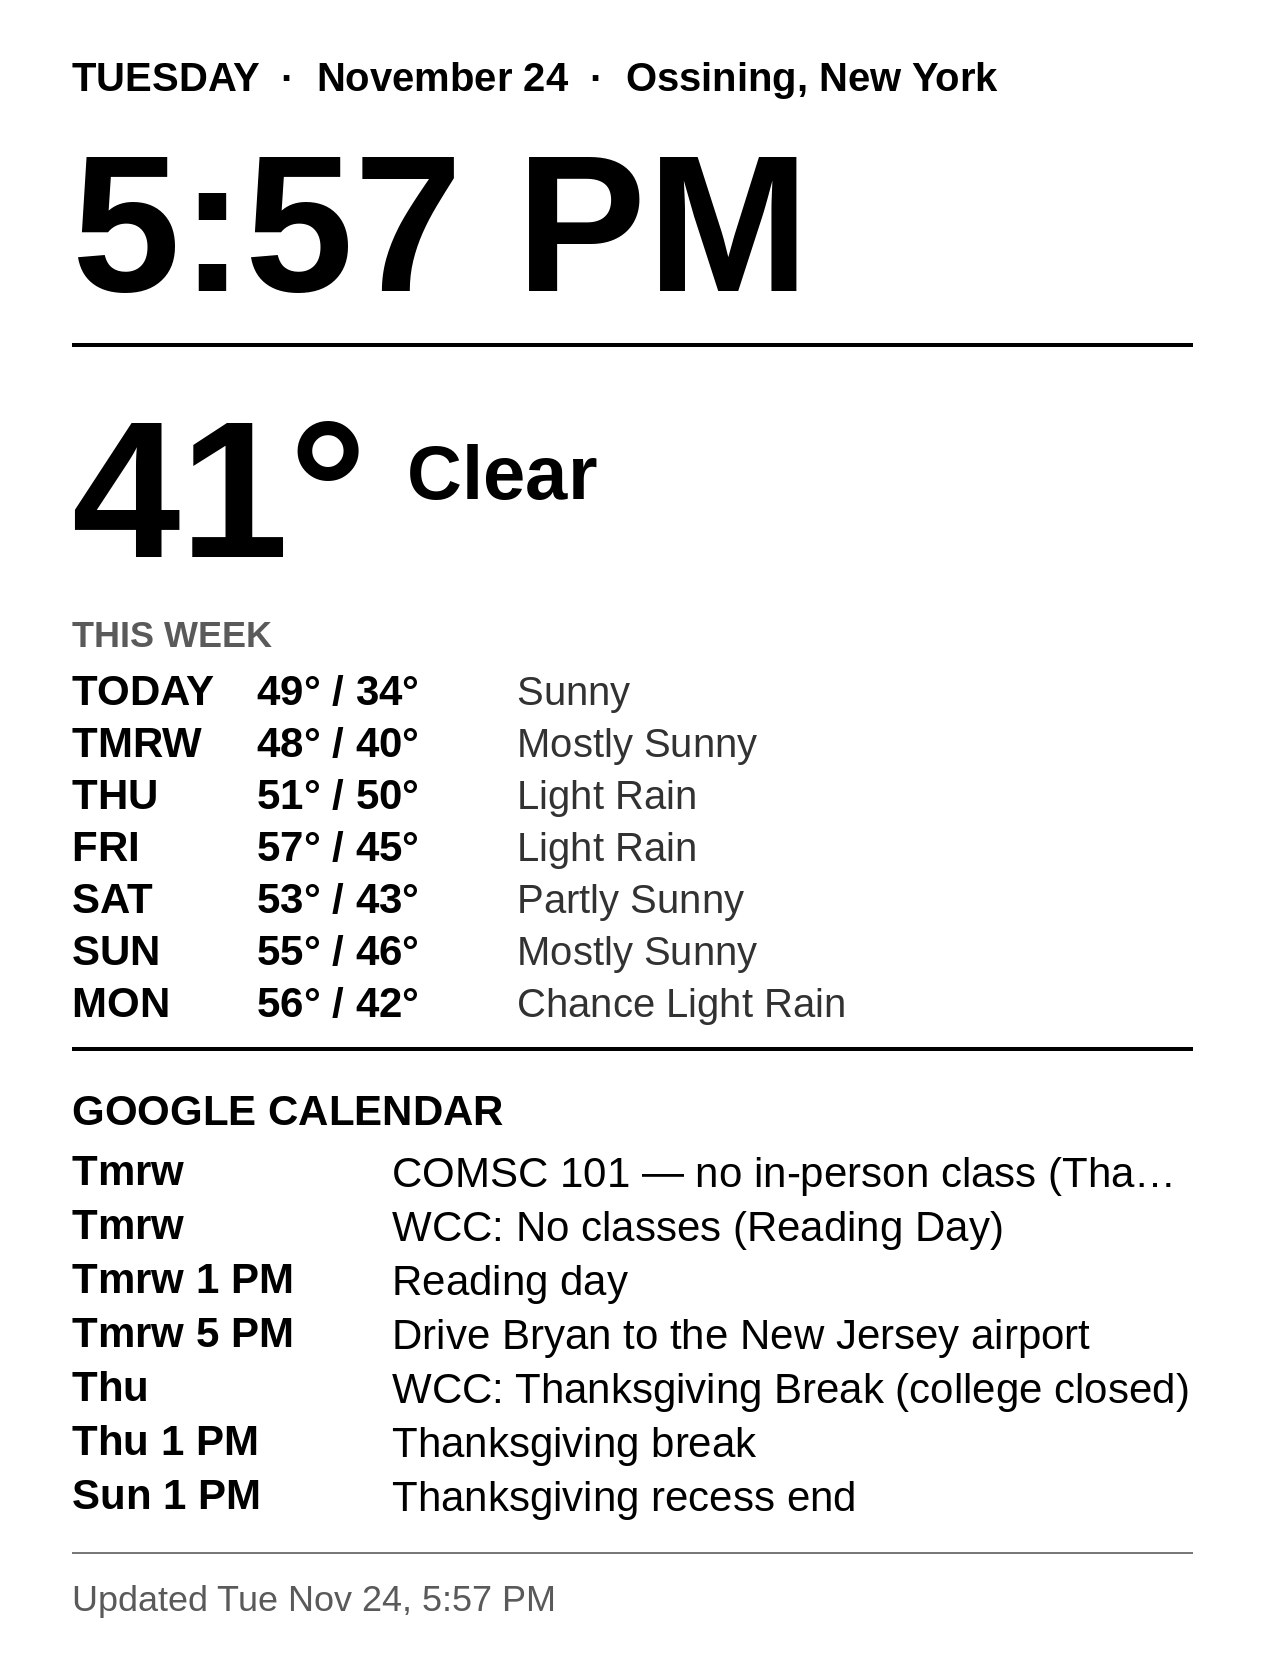 TUESDAY · November 24 · Ossining, New York
5:57 PM
41° Clear
THIS WEEK
TODAY 49° / 34° Sunny
TMRW 48° / 40° Mostly Sunny
THU 51° / 50° Light Rain
FRI 57° / 45° Light Rain
SAT 53° / 43° Partly Sunny
SUN 55° / 46° Mostly Sunny
MON 56° / 42° Chance Light Rain
GOOGLE CALENDAR
Tmrw COMSC 101 — no in-person class (Tha…
Tmrw WCC: No classes (Reading Day)
Tmrw 1 PM Reading day
Tmrw 5 PM Drive Bryan to the New Jersey airport
Thu WCC: Thanksgiving Break (college closed)
Thu 1 PM Thanksgiving break
Sun 1 PM Thanksgiving recess end
Updated Tue Nov 24, 5:57 PM